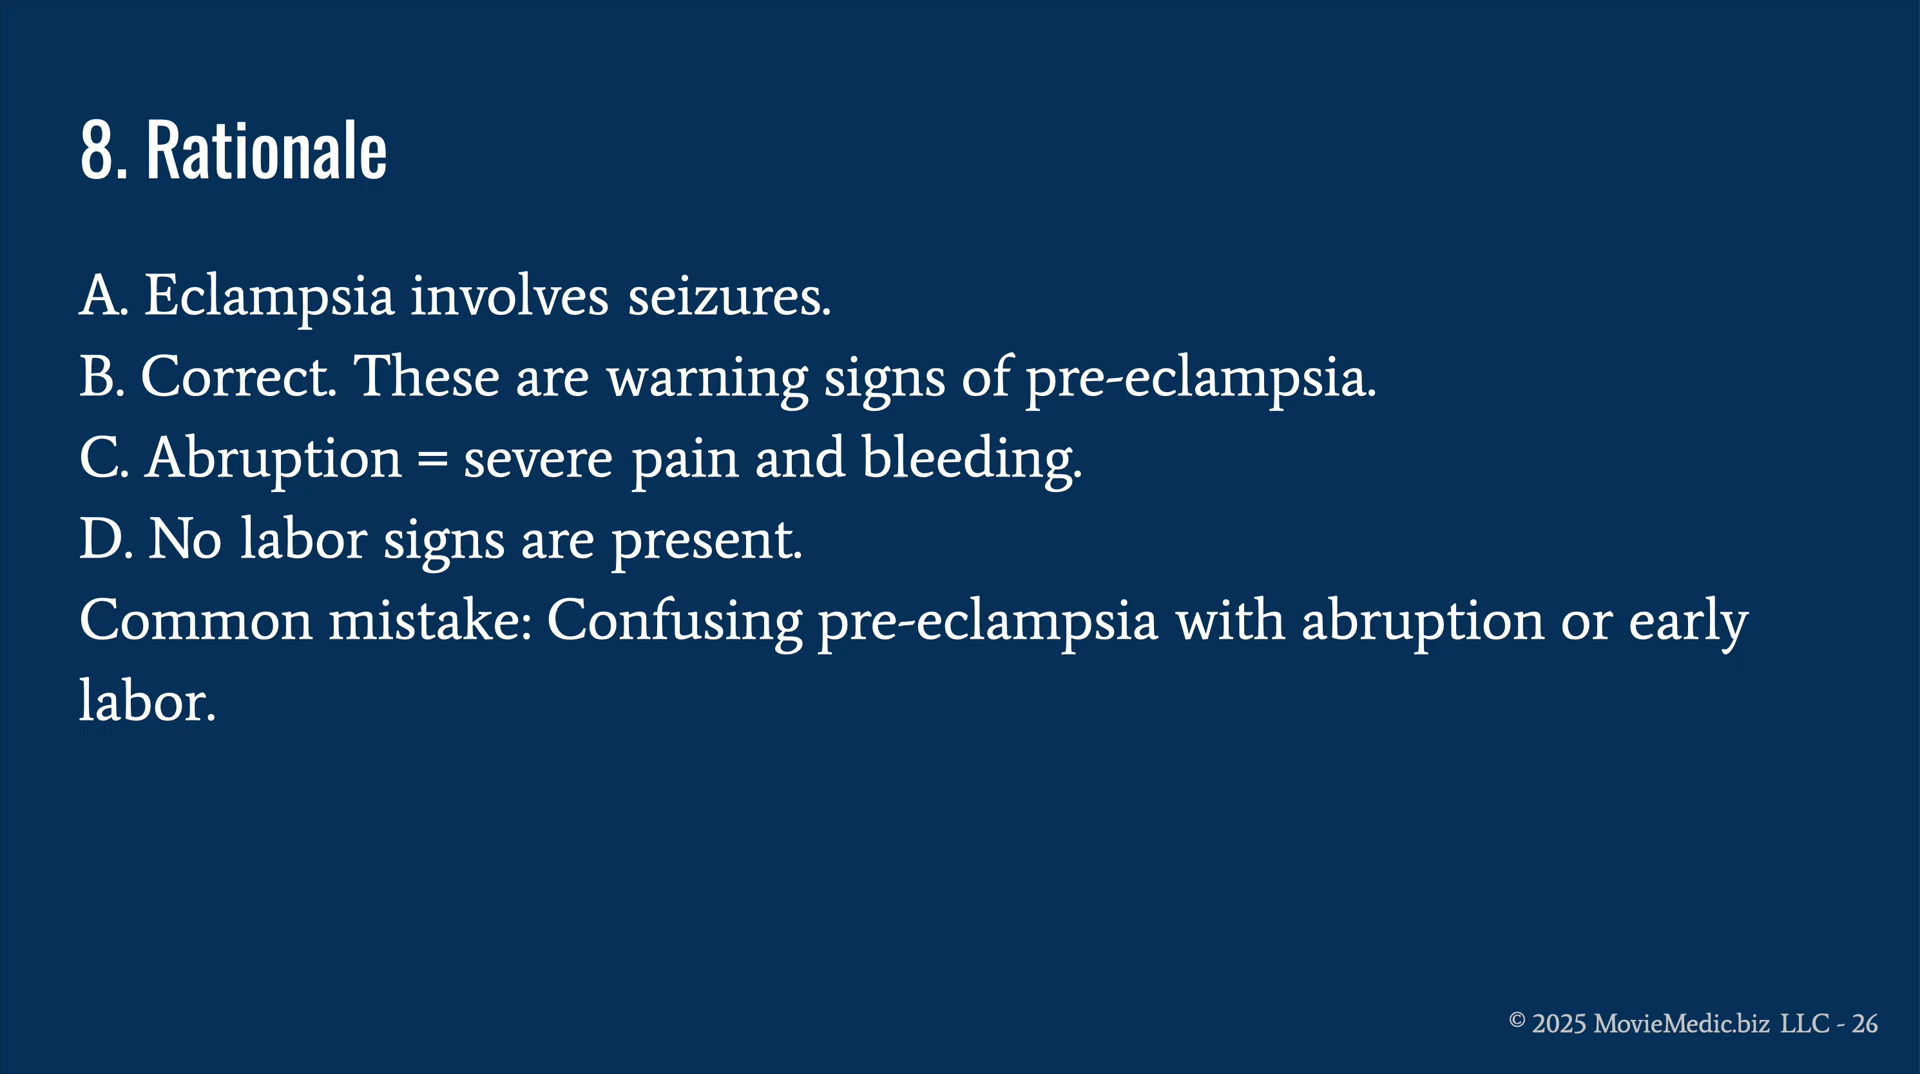 8. Rationale
A. Eclampsia involves seizures.
B. Correct. These are warning signs of pre-eclampsia.
C. Abruption = severe pain and bleeding.
D. No labor signs are present.
Common mistake: Confusing pre-eclampsia with abruption or early
labor.
© 2025 MovieMedic.biz LLC - 26